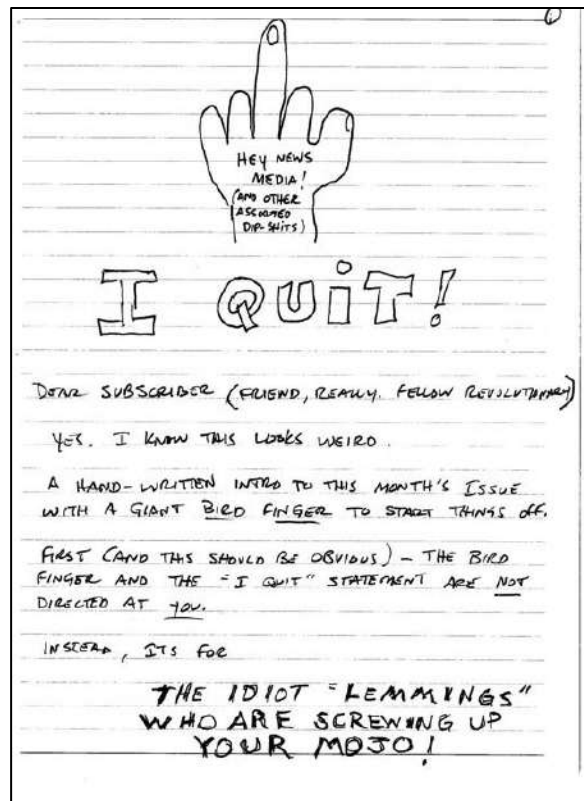 HEY NEWS
MEDIA!
(AND OTHER
ASSORTED
DIP-SHITS)
I QUIT!
DEAR SUBSCRIBER (FRIEND, REALLY. FELLOW REVOLUTIONARY)
YES. I KNOW THIS LOOKS WEIRD.
A HAND-WRITTEN INTRO TO THIS MONTH'S ISSUE
WITH A GIANT BIRD FINGER TO START THINGS OFF.
FIRST (AND THIS SHOULD BE OBVIOUS) - THE BIRD
FINGER AND THE "I QUIT" STATEMENT ARE NOT
DIRECTED AT YOU.
INSTEAD, ITS FOR
THE IDIOT "LEMMINGS"
WHO ARE SCREWING UP
YOUR MOJO!